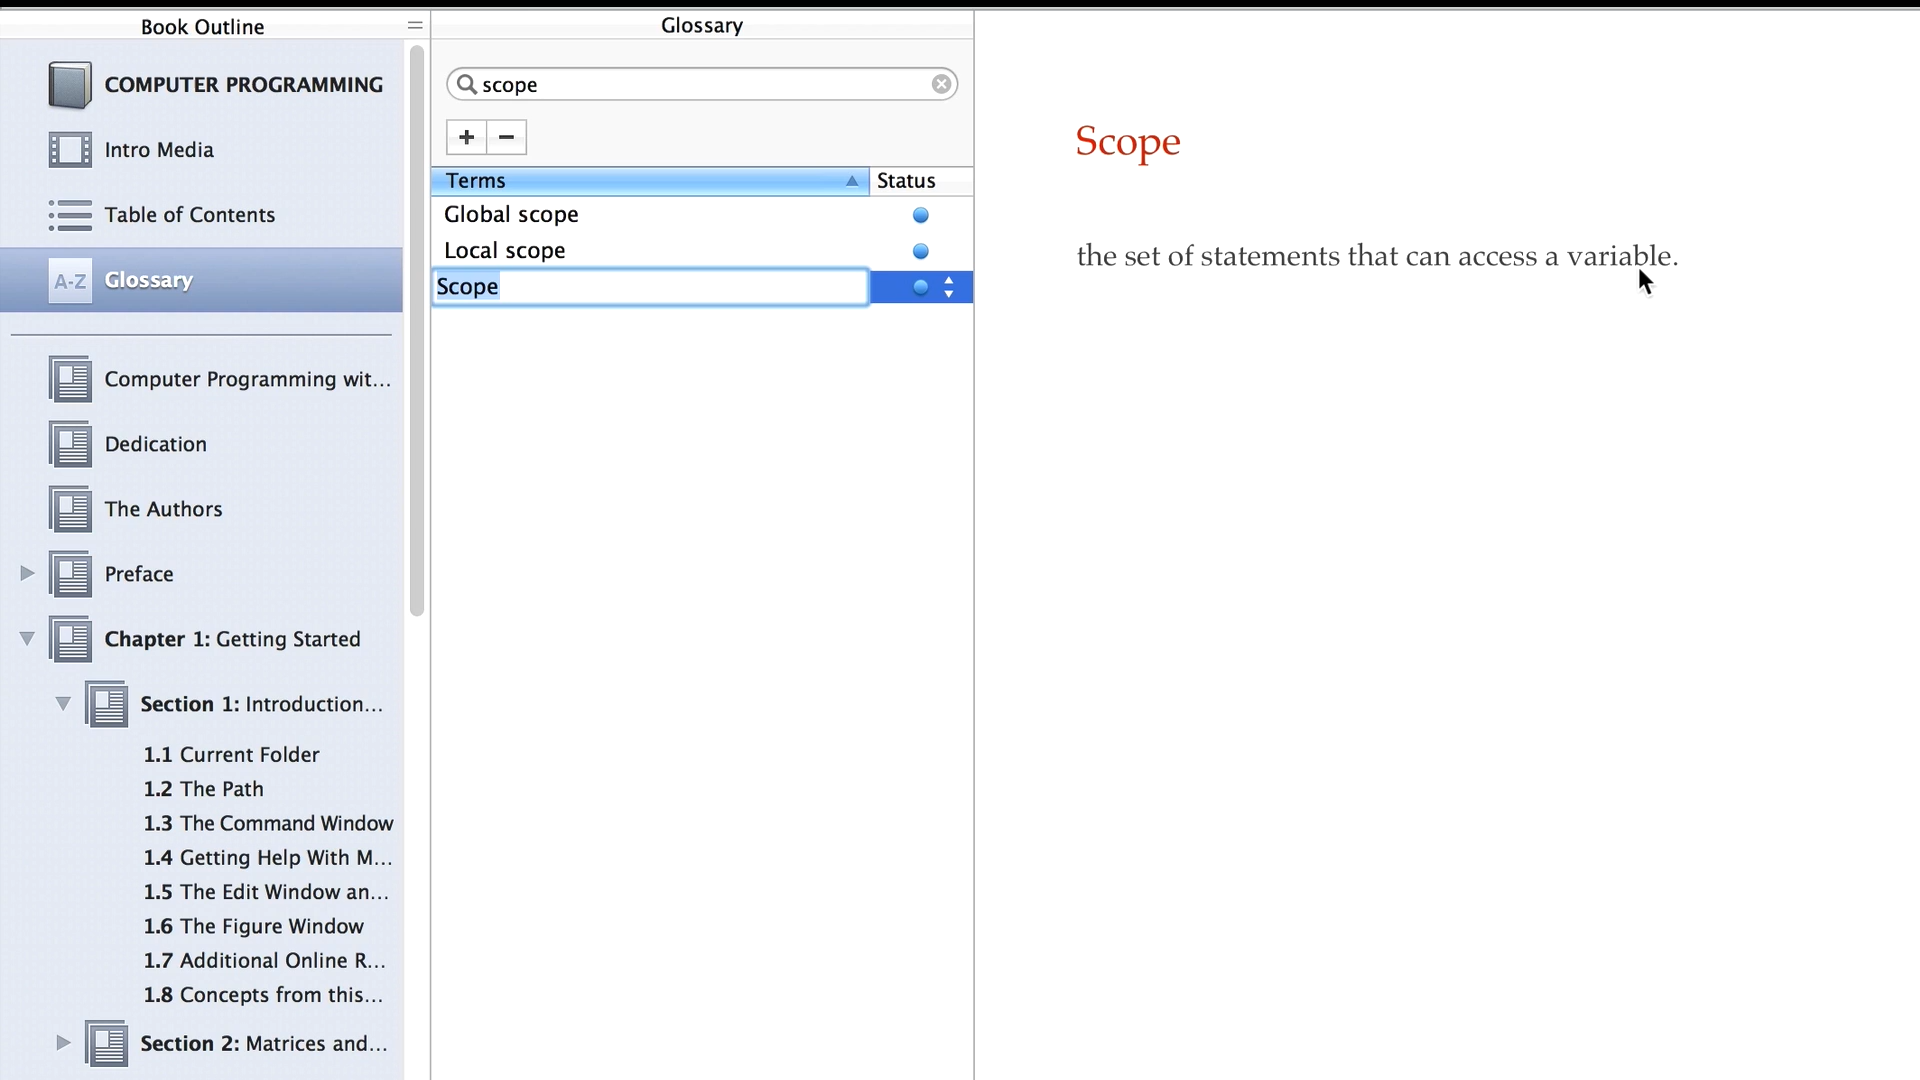 Book Outline
COMPUTER PROGRAMMING
Intro Media
Table of Contents
A-Z Glossary
Computer Programming wit...
Dedication
The Authors
Preface
Chapter 1: Getting Started
Section 1: Introduction...
1.1 Current Folder
1.2 The Path
1.3 The Command Window
1.4 Getting Help With M...
1.5 The Edit Window an...
1.6 The Figure Window
1.7 Additional Online R...
1.8 Concepts from this...
Section 2: Matrices and...
Glossary
scope
+ −
Terms Status
Global scope
Local scope
Scope
Scope
the set of statements that can access a variable.